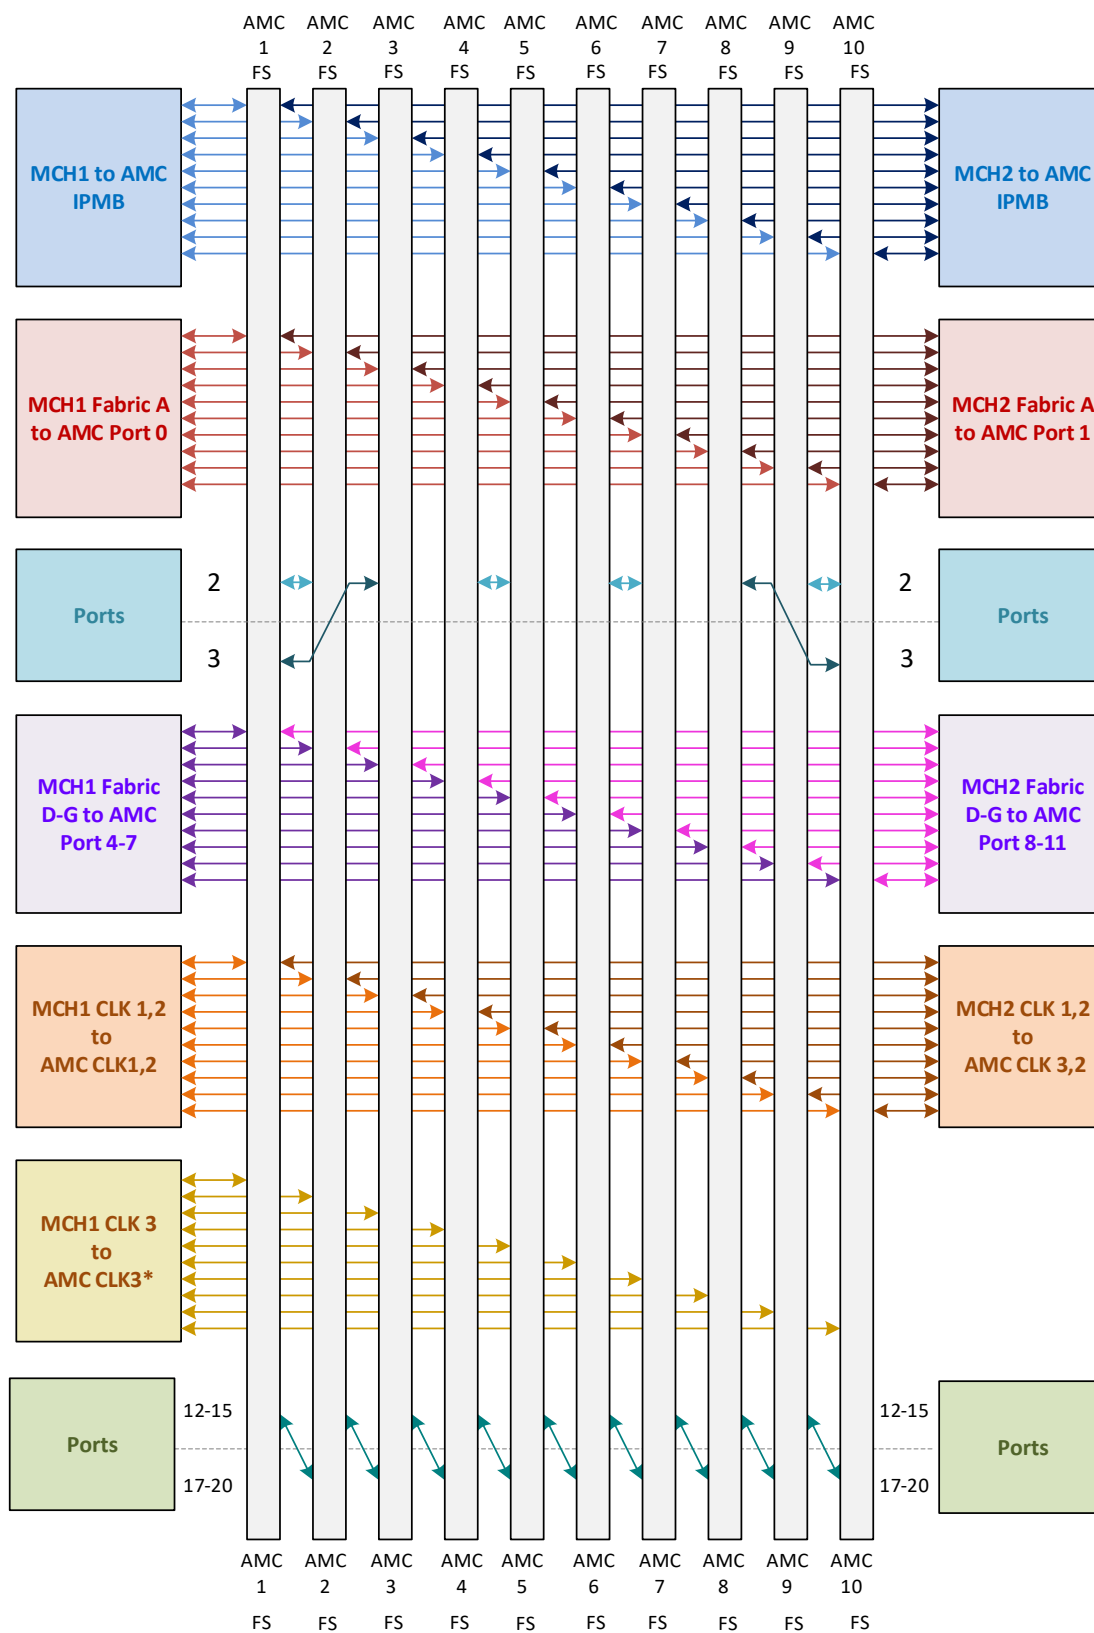 AMC AMC AMC AMC AMC AMC AMC AMC AMC AMC
1 2 3 4 5 6 7 8 9 10
FS FS FS FS FS FS FS FS FS FS
MCH1 to AMC
IPMB
MCH2 to AMC
IPMB
MCH1 Fabric A
to AMC Port 0
MCH2 Fabric A
to AMC Port 1
Ports
2
3
2
3
Ports
MCH1 Fabric
D-G to AMC
Port 4-7
MCH2 Fabric
D-G to AMC
Port 8-11
MCH1 CLK 1,2
to
AMC CLK1,2
MCH2 CLK 1,2
to
AMC CLK 3,2
MCH1 CLK 3
to
AMC CLK3*
Ports
12-15
17-20
12-15
17-20
Ports
AMC AMC AMC AMC AMC AMC AMC AMC AMC AMC
1 2 3 4 5 6 7 8 9 10
FS FS FS FS FS FS FS FS FS FS